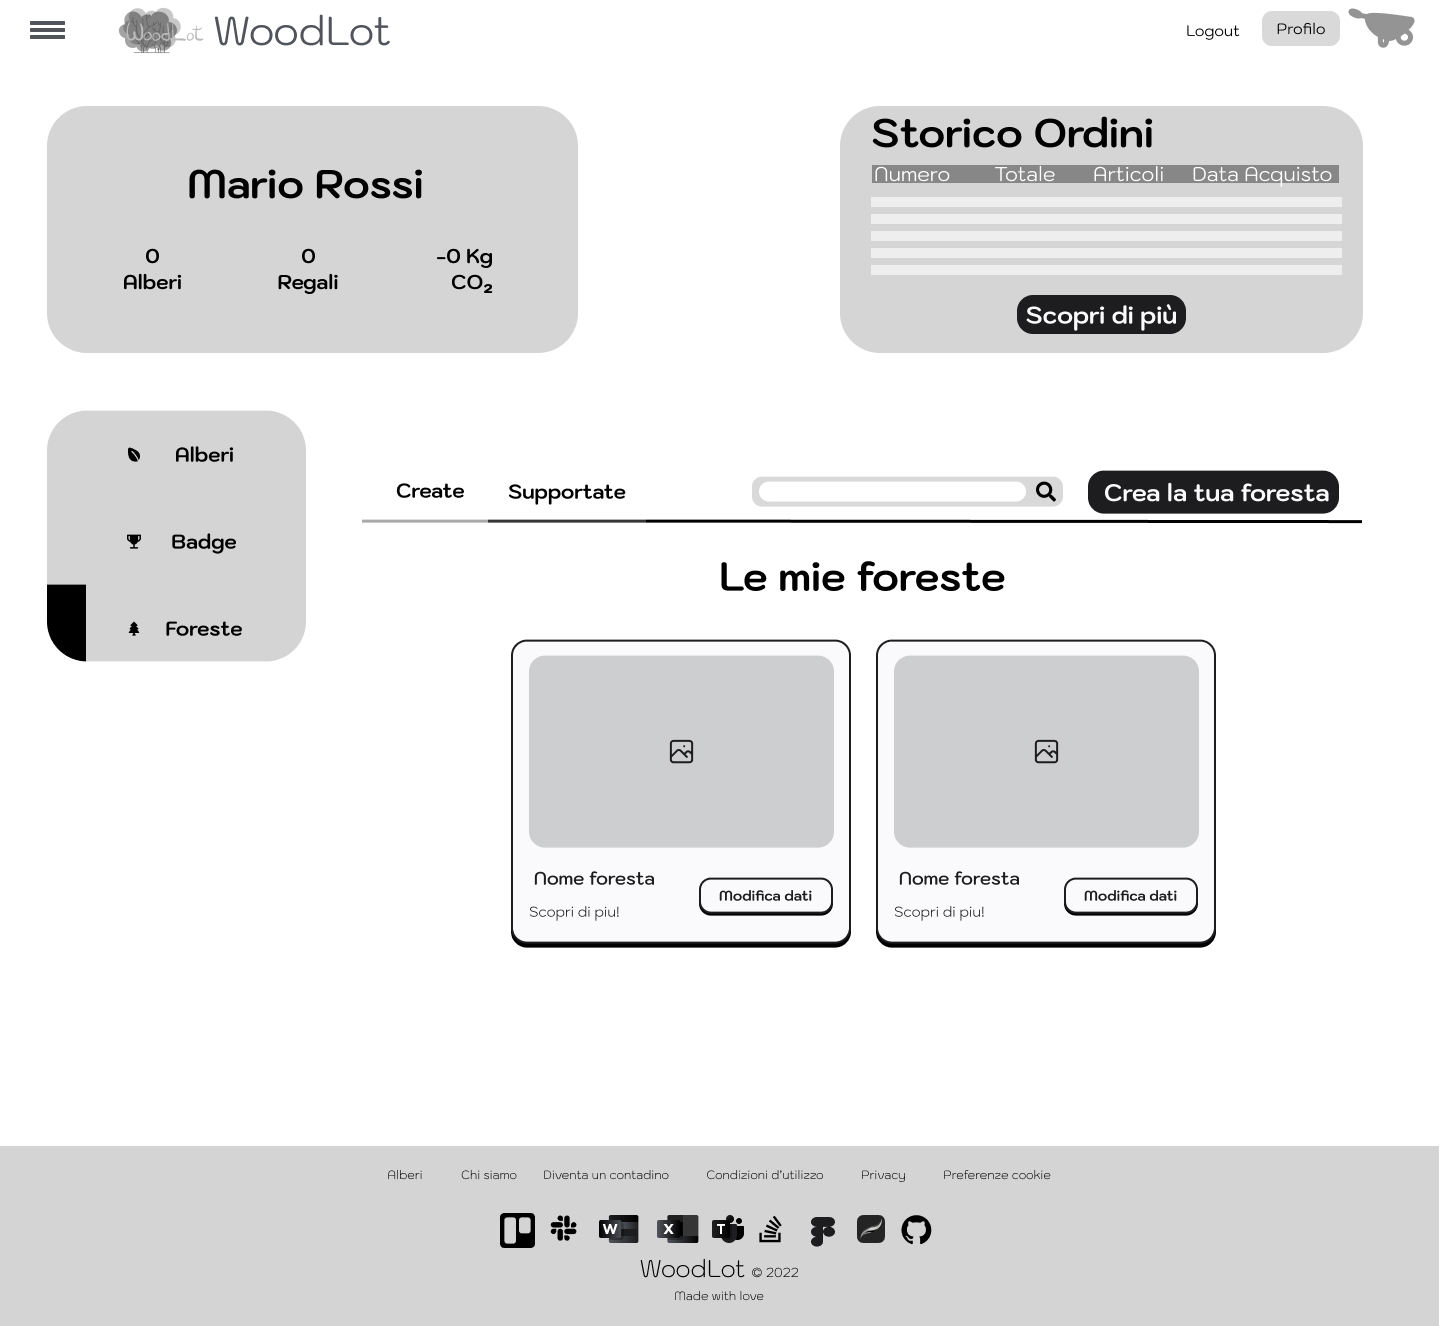 WoodLot WoodLot
Logout
Profilo
Mario Rossi
0
Alberi
0
Regali
-0 Kg
CO₂
Storico Ordini
Numero Totale Articoli Data Acquisto
Scopri di più
Alberi
Badge
Foreste
Create
Supportate
Crea la tua foresta
Le mie foreste
Nome foresta
Scopri di piu!
Modifica dati
Nome foresta
Scopri di piu!
Modifica dati
Alberi Chi siamo Diventa un contadino Condizioni d'utilizzo Privacy Preferenze cookie
W X T
WoodLot © 2022
Made with love